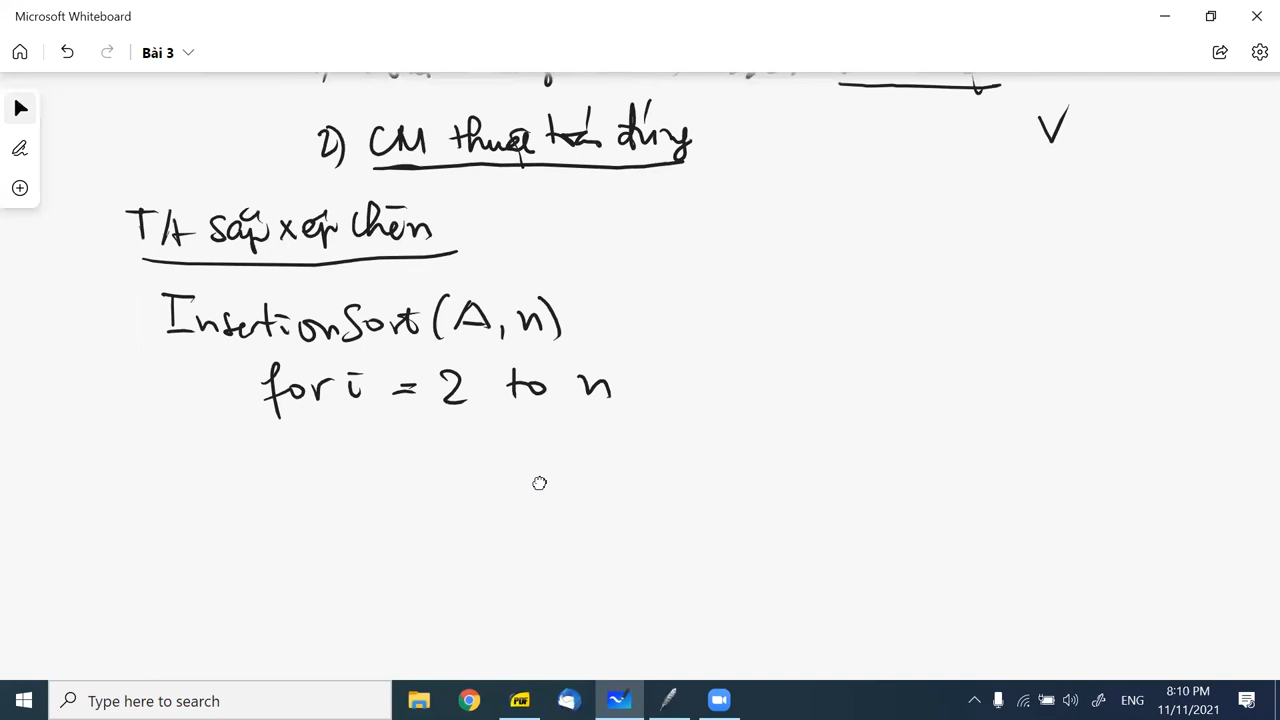 Microsoft Whiteboard
Bài 3
2) CM thuật toán đúng
V
T/A sắp xếp chèn
InsertionSort(A, n)
for i = 2 to n
Type here to search
PDF
ENG
8:10 PM
11/11/2021